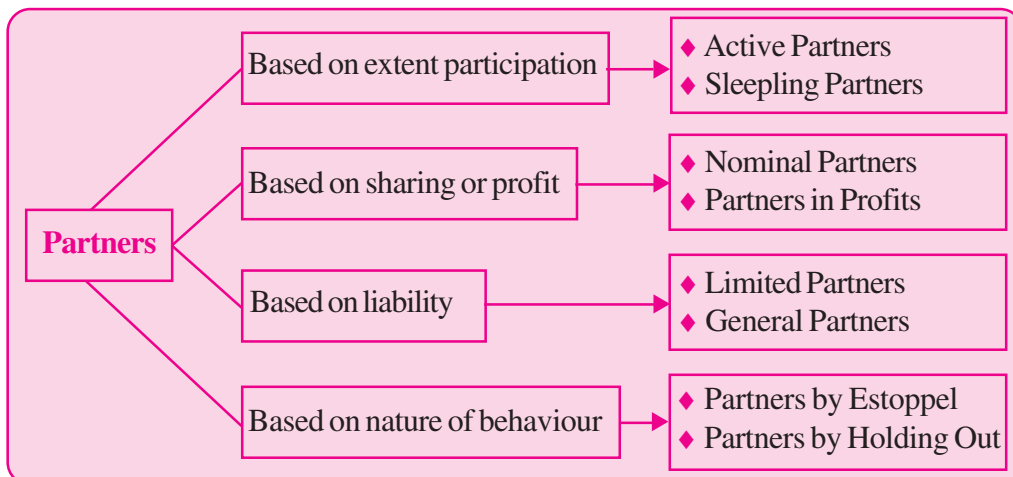 Partners
Based on extent participation
♦ Active Partners
♦ Sleepling Partners
Based on sharing or profit
♦ Nominal Partners
♦ Partners in Profits
Based on liability
♦ Limited Partners
♦ General Partners
Based on nature of behaviour
♦ Partners by Estoppel
♦ Partners by Holding Out